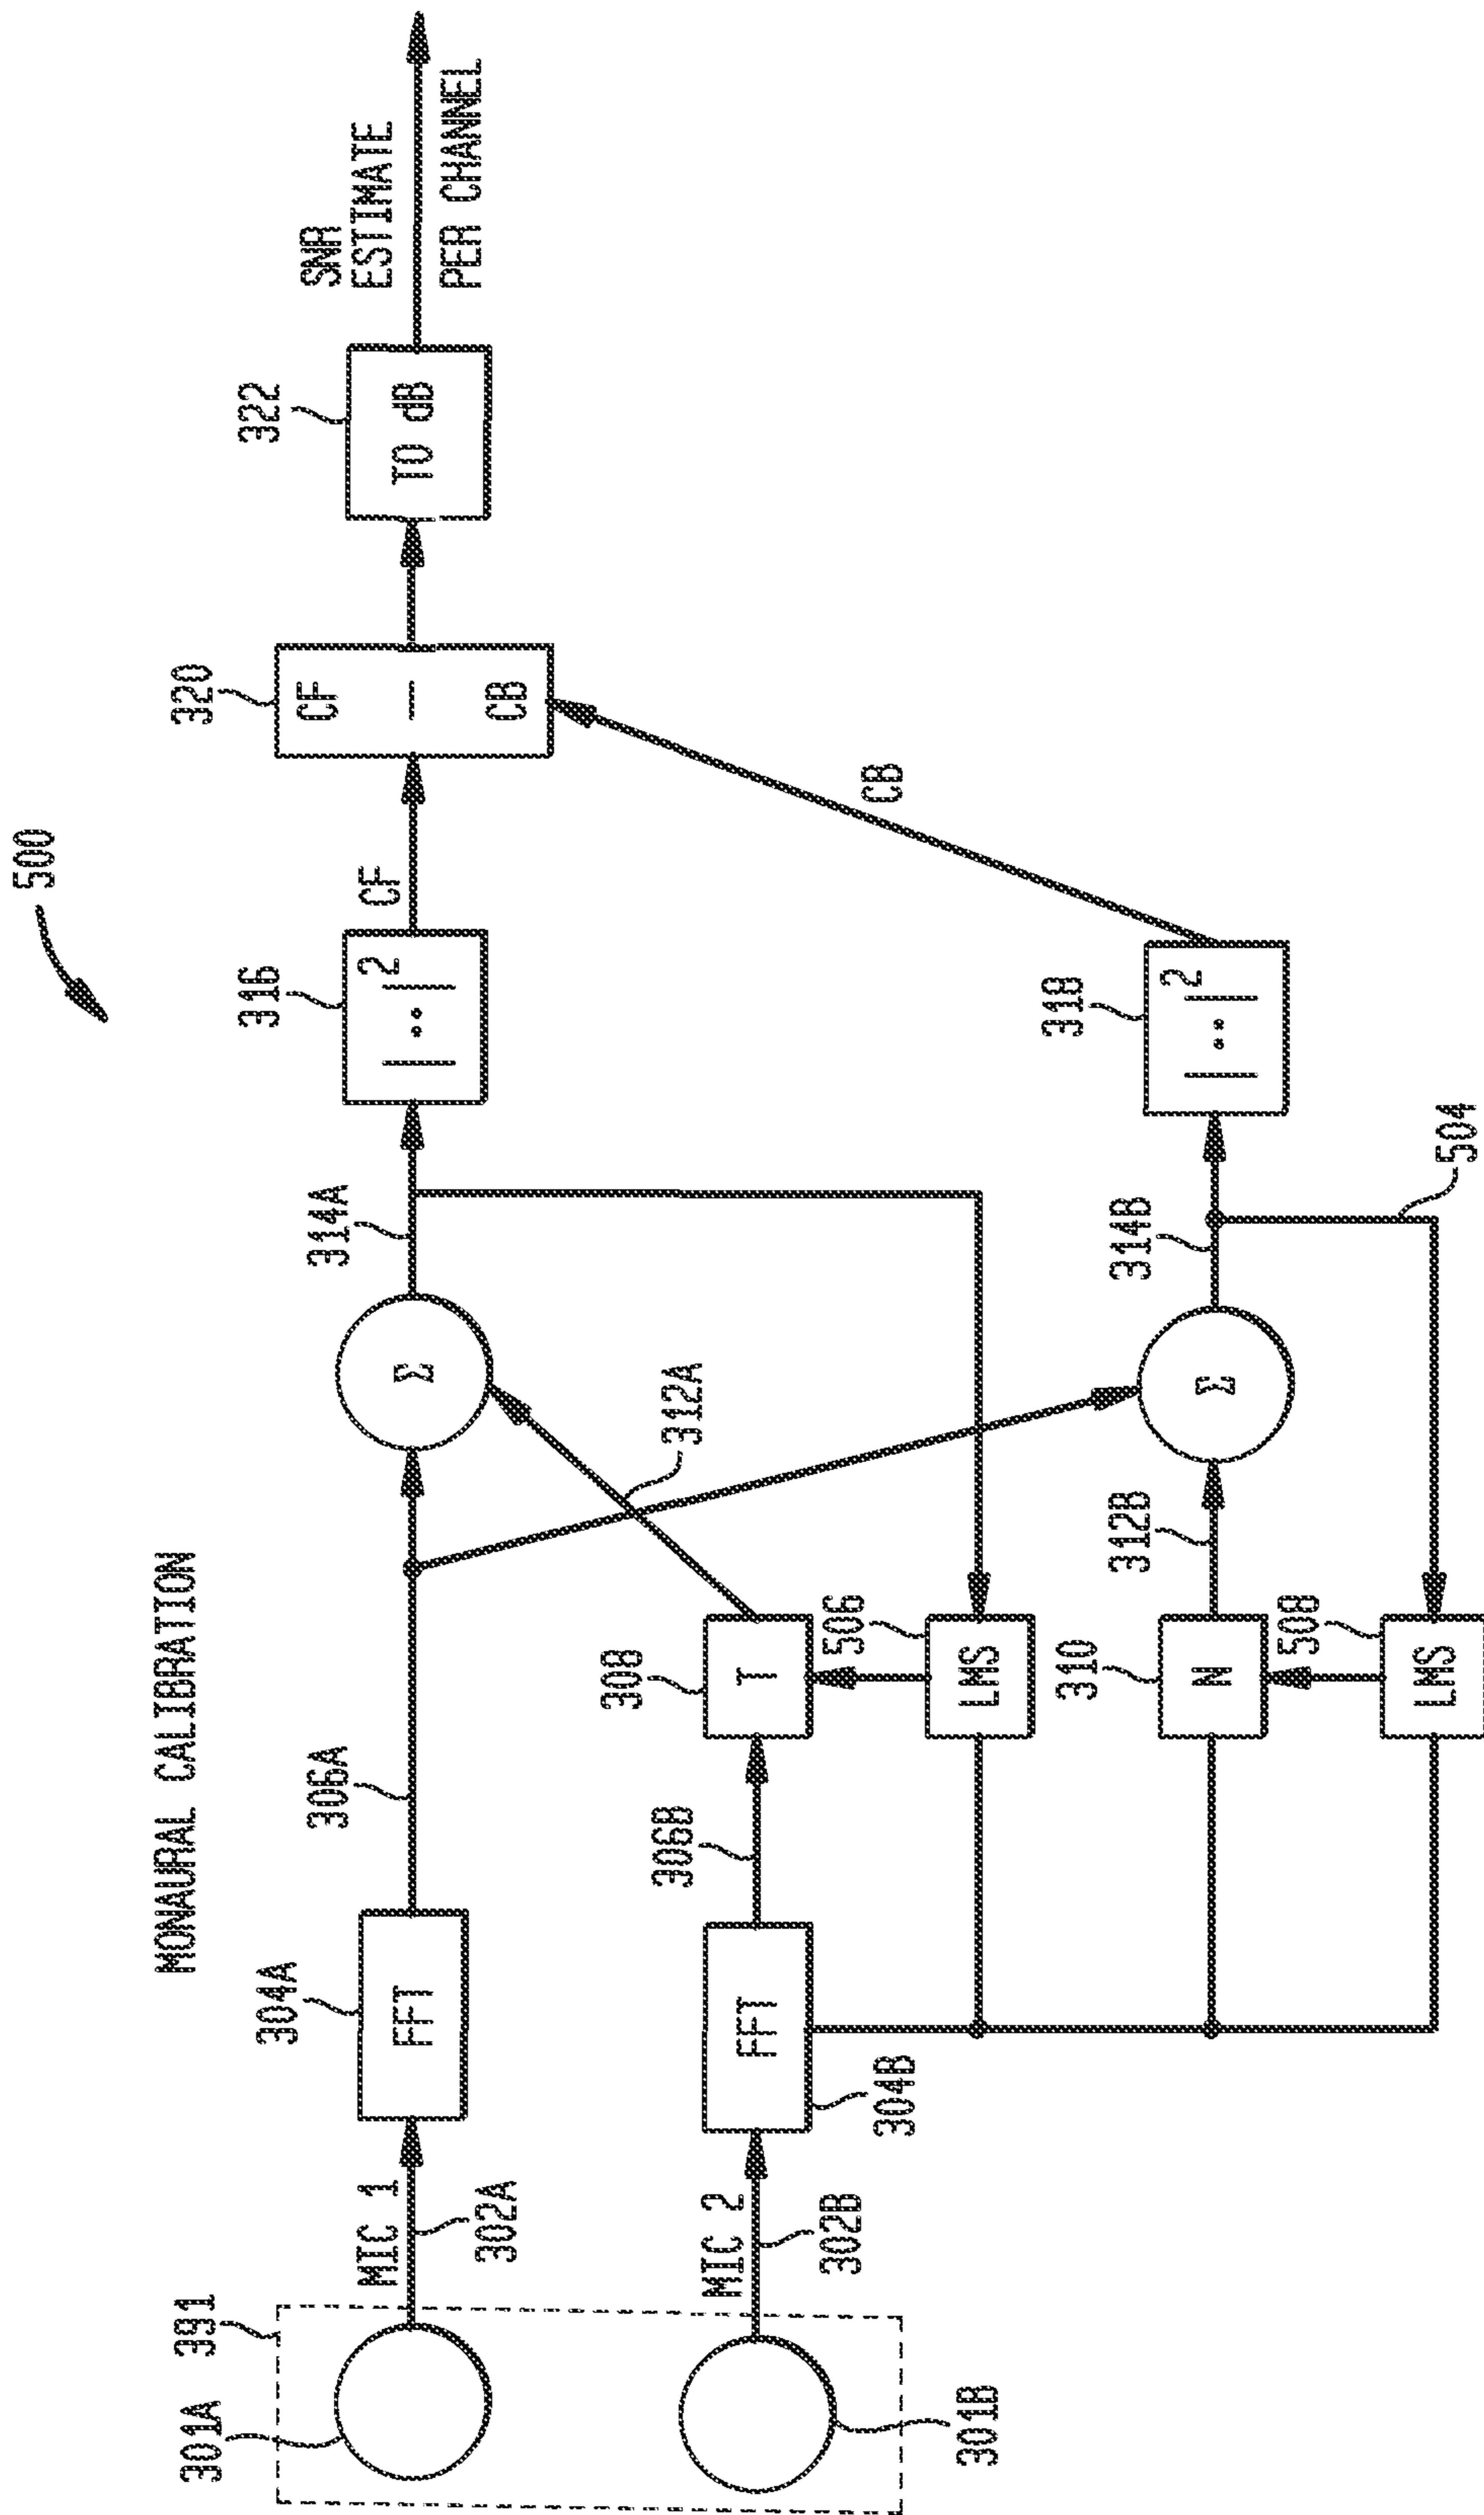 500
MONAURAL CALIBRATION
391
301A
MIC 1
302A
304A
FFT
306A
Σ
314A
316
|··|²
CF
320
CF
—
CB
322
TO dB
SNR
ESTIMATE
PER CHANNEL
301B
MIC 2
302B
304B
FFT
306B
308
T
312A
506
LMS
CB
310
N
312B
Σ
314B
318
|··|²
508
LMS
504